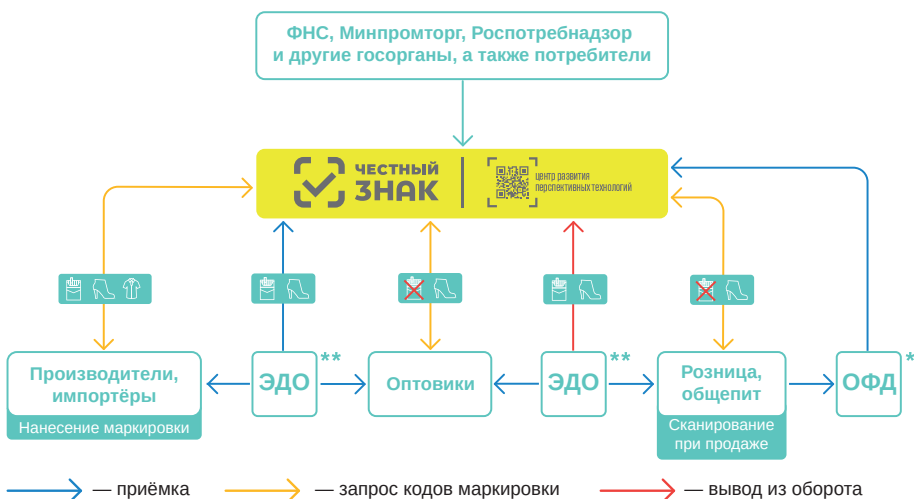 ФНС, Минпромторг, Роспотребнадзор
и другие госорганы, а также потребители
ЧЕСТНЫЙ
ЗНАК
центр развития
перспективных технологий
Производители,
импортёры
Нанесение маркировки
ЭДО**
Оптовики
ЭДО**
Розница,
общепит
Сканирование
при продаже
ОФД*
— приёмка
— запрос кодов маркировки
— вывод из оборота